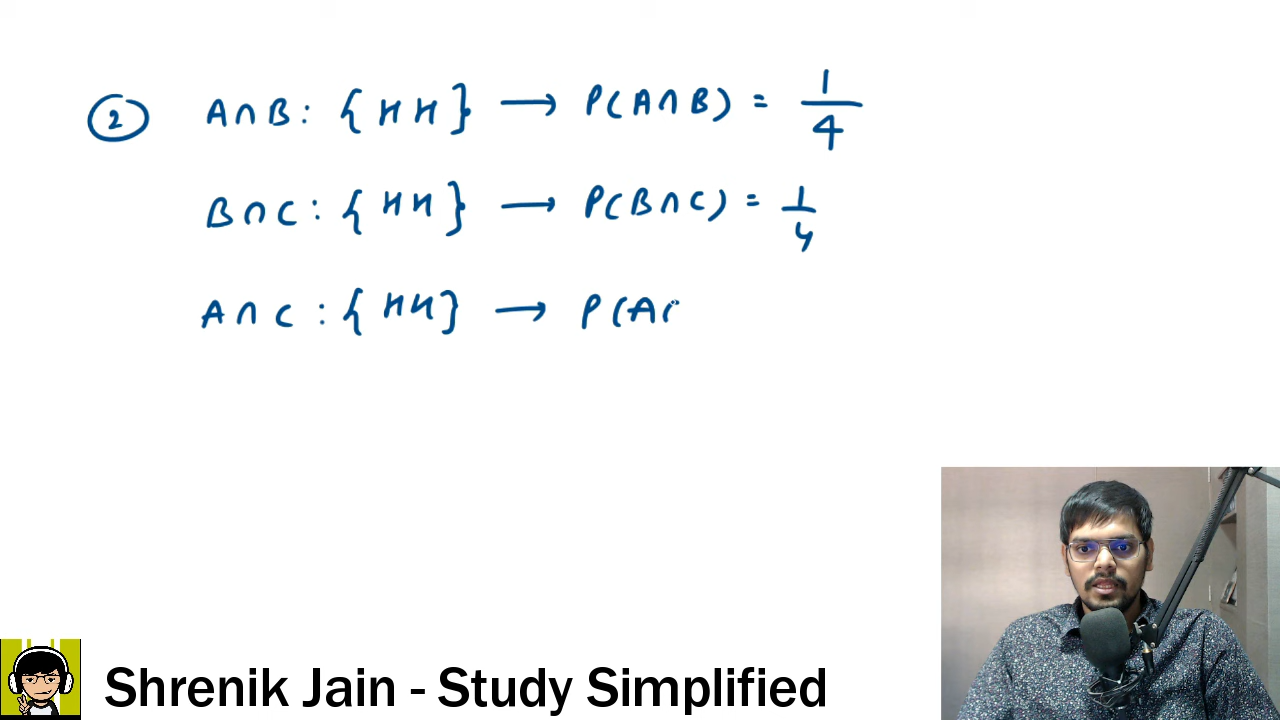 ② A∩B: {HH} → P(A∩B) = 1/4
B∩C: {HH} → P(B∩C) = 1/4
A∩C: {HH} → P(A∩
Shrenik Jain - Study Simplified